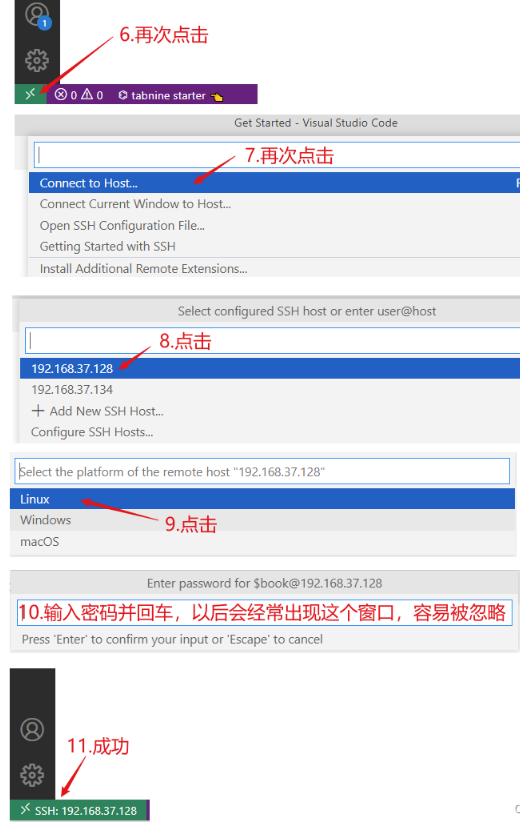 6.再次点击
1
0 0 tabnine starter
Get Started - Visual Studio Code
7.再次点击
Connect to Host...
Connect Current Window to Host...
Open SSH Configuration File...
Getting Started with SSH
Install Additional Remote Extensions...
Select configured SSH host or enter user@host
8.点击
192.168.37.128
192.168.37.134
+ Add New SSH Host...
Configure SSH Hosts...
Select the platform of the remote host "192.168.37.128"
Linux
Windows
9.点击
macOS
Enter password for $book@192.168.37.128
10.输入密码并回车，以后会经常出现这个窗口，容易被忽略
Press 'Enter' to confirm your input or 'Escape' to cancel
11.成功
SSH: 192.168.37.128